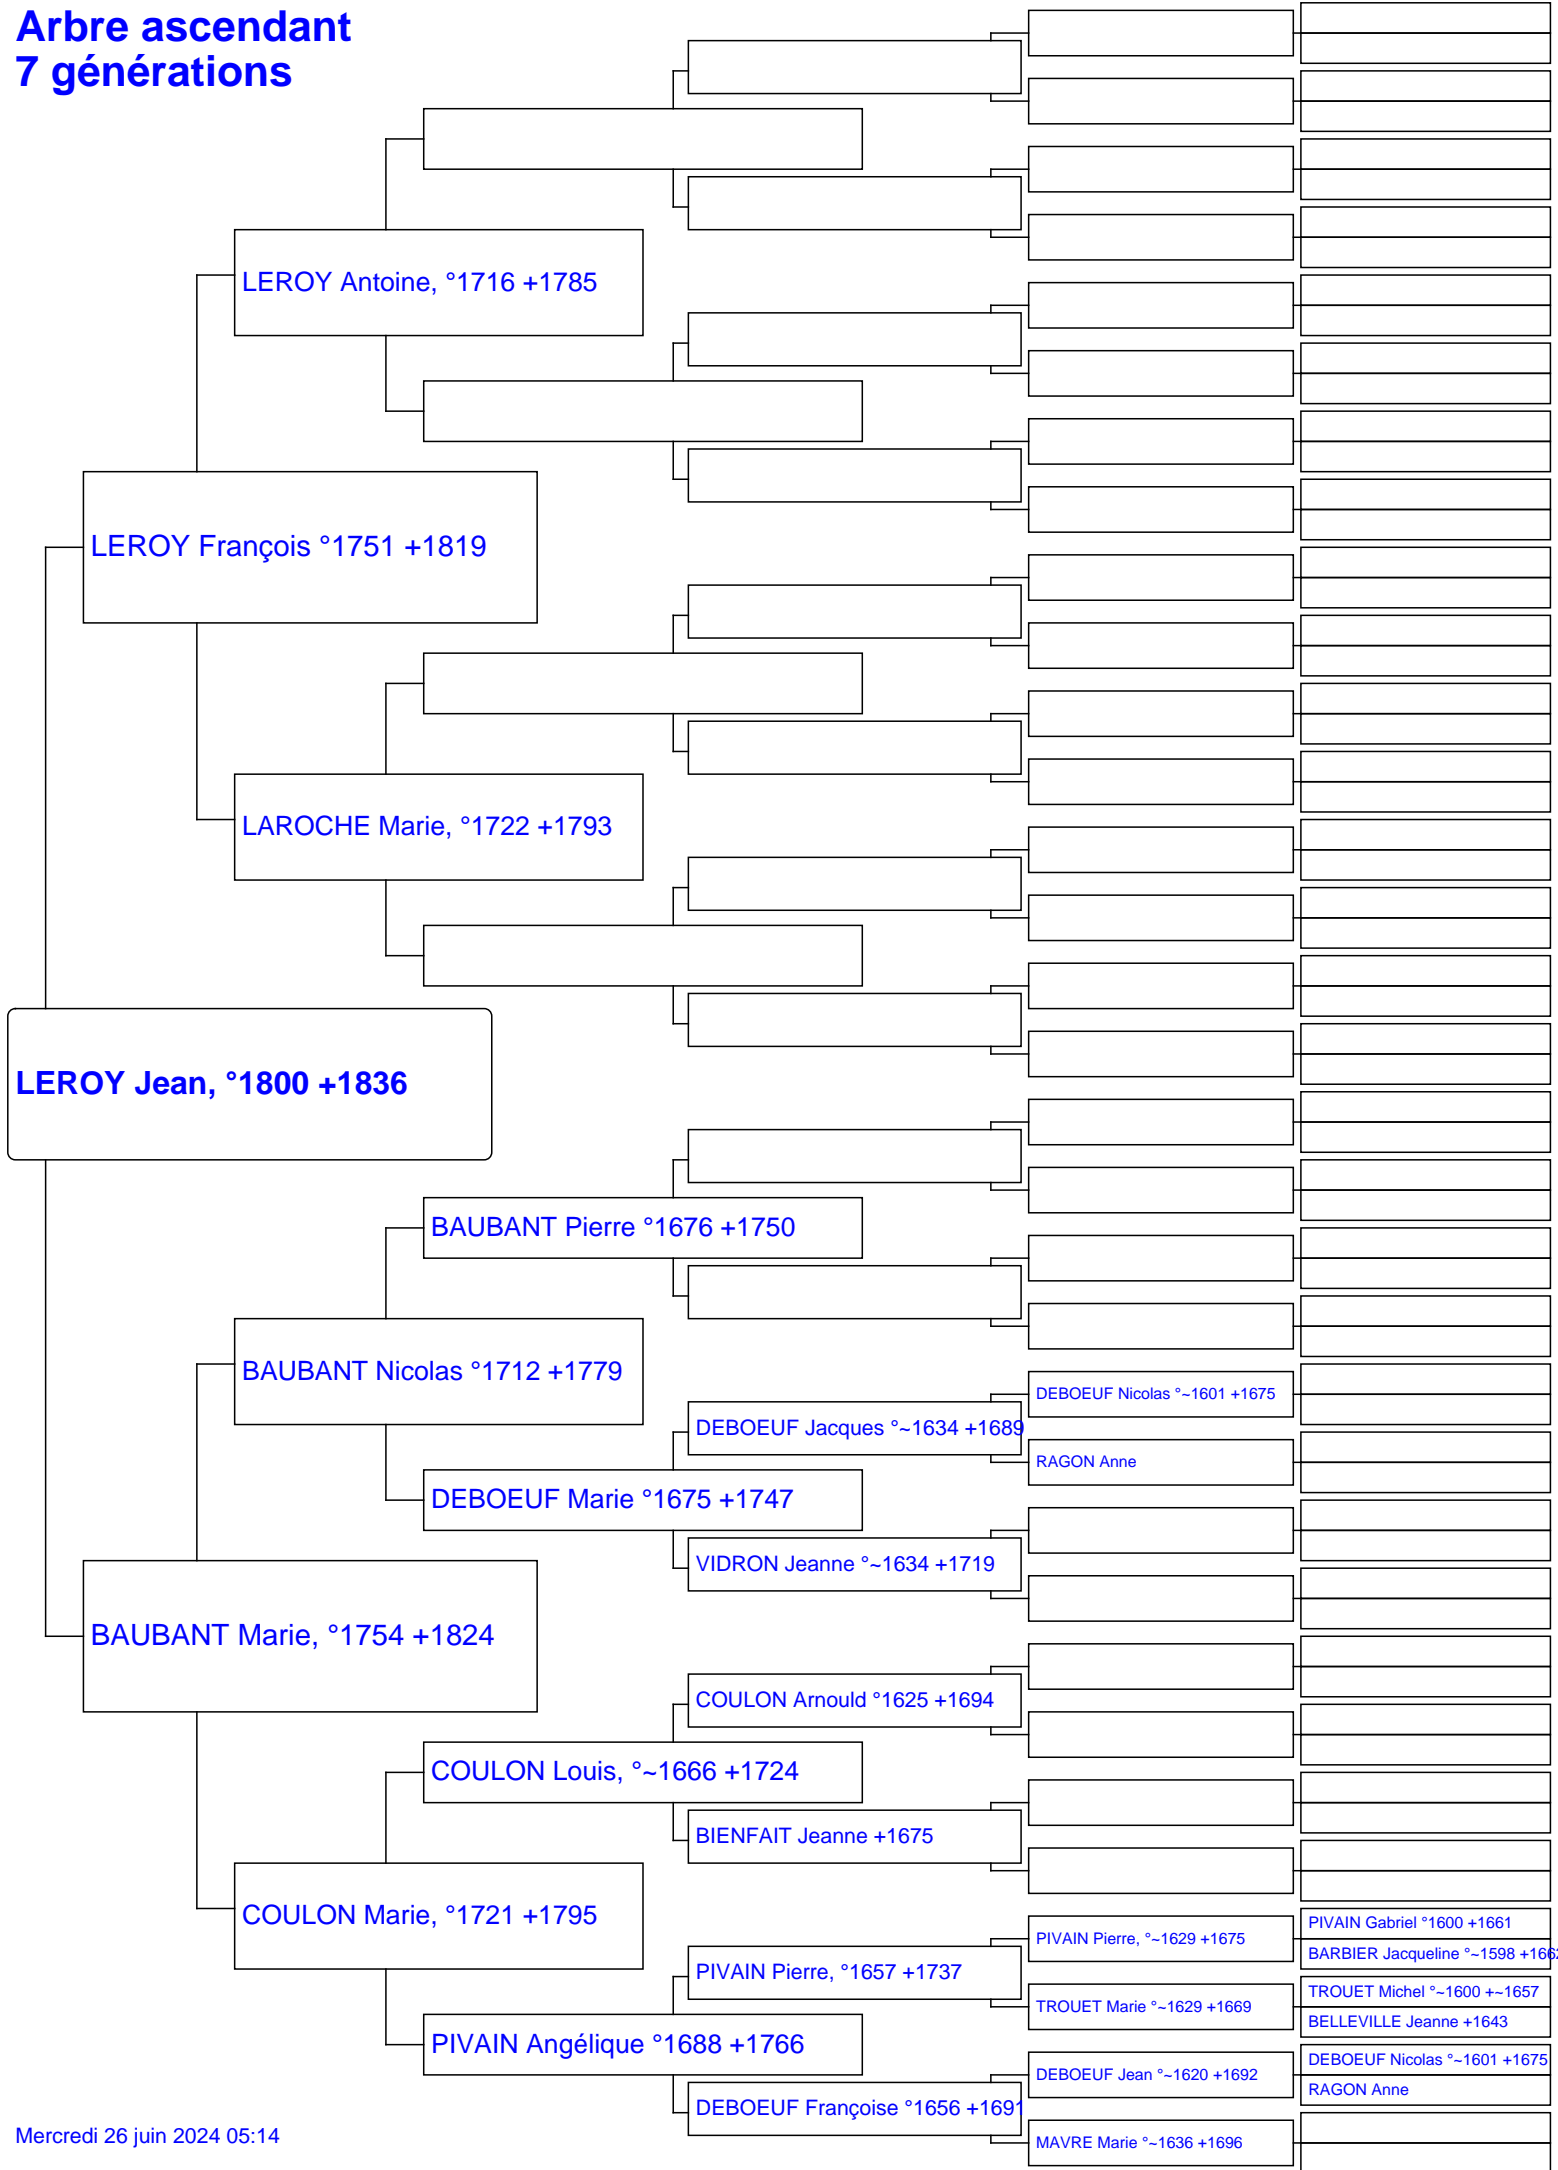 Arbre ascendant
7 générations
LEROY Antoine, °1716 +1785
LEROY François °1751 +1819
LAROCHE Marie, °1722 +1793
LEROY Jean, °1800 +1836
BAUBANT Pierre °1676 +1750
BAUBANT Nicolas °1712 +1779
DEBOEUF Nicolas °~1601 +1675
DEBOEUF Jacques °~1634 +1689
RAGON Anne
DEBOEUF Marie °1675 +1747
VIDRON Jeanne °~1634 +1719
BAUBANT Marie, °1754 +1824
COULON Arnould °1625 +1694
COULON Louis, °~1666 +1724
BIENFAIT Jeanne +1675
COULON Marie, °1721 +1795
PIVAIN Gabriel °1600 +1661
PIVAIN Pierre, °~1629 +1675
BARBIER Jacqueline °~1598 +1662
PIVAIN Pierre, °1657 +1737
TROUET Michel °~1600 +~1657
TROUET Marie °~1629 +1669
BELLEVILLE Jeanne +1643
PIVAIN Angélique °1688 +1766
DEBOEUF Nicolas °~1601 +1675
DEBOEUF Jean °~1620 +1692
RAGON Anne
DEBOEUF Françoise °1656 +1691
MAVRE Marie °~1636 +1696
Mercredi 26 juin 2024 05:14